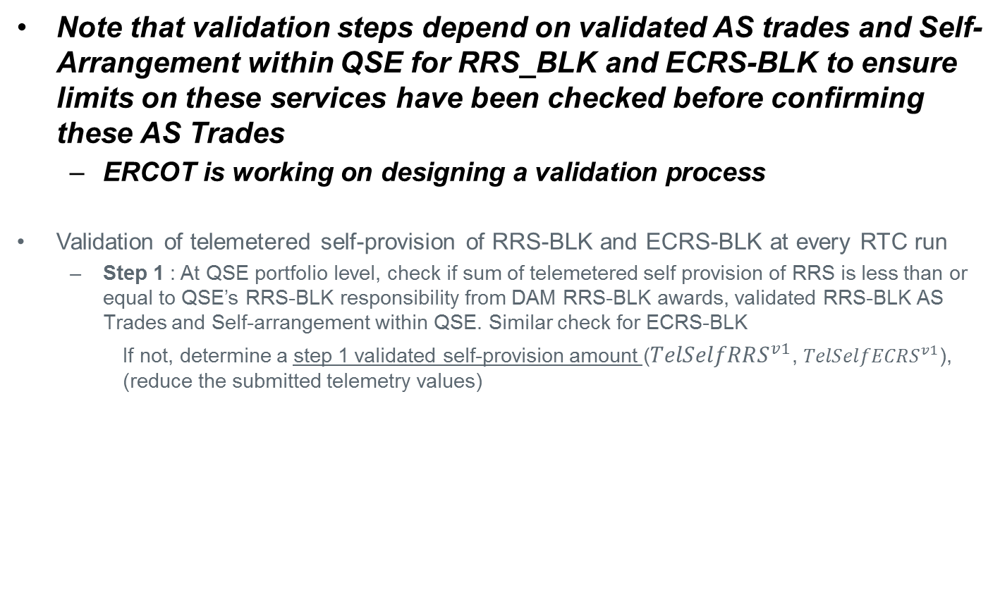 • Note that validation steps depend on validated AS trades and Self-
Arrangement within QSE for RRS_BLK and ECRS-BLK to ensure
limits on these services have been checked before confirming
these AS Trades
– ERCOT is working on designing a validation process
• Validation of telemetered self-provision of RRS-BLK and ECRS-BLK at every RTC run
– Step 1 : At QSE portfolio level, check if sum of telemetered self provision of RRS is less than or
equal to QSE’s RRS-BLK responsibility from DAM RRS-BLK awards, validated RRS-BLK AS
Trades and Self-arrangement within QSE. Similar check for ECRS-BLK
If not, determine a step 1 validated self-provision amount (𝑇𝑒𝑙𝑆𝑒𝑙𝑓𝑅𝑅𝑆^𝑣1, 𝑇𝑒𝑙𝑆𝑒𝑙𝑓𝐸𝐶𝑅𝑆^𝑣1),
(reduce the submitted telemetry values)